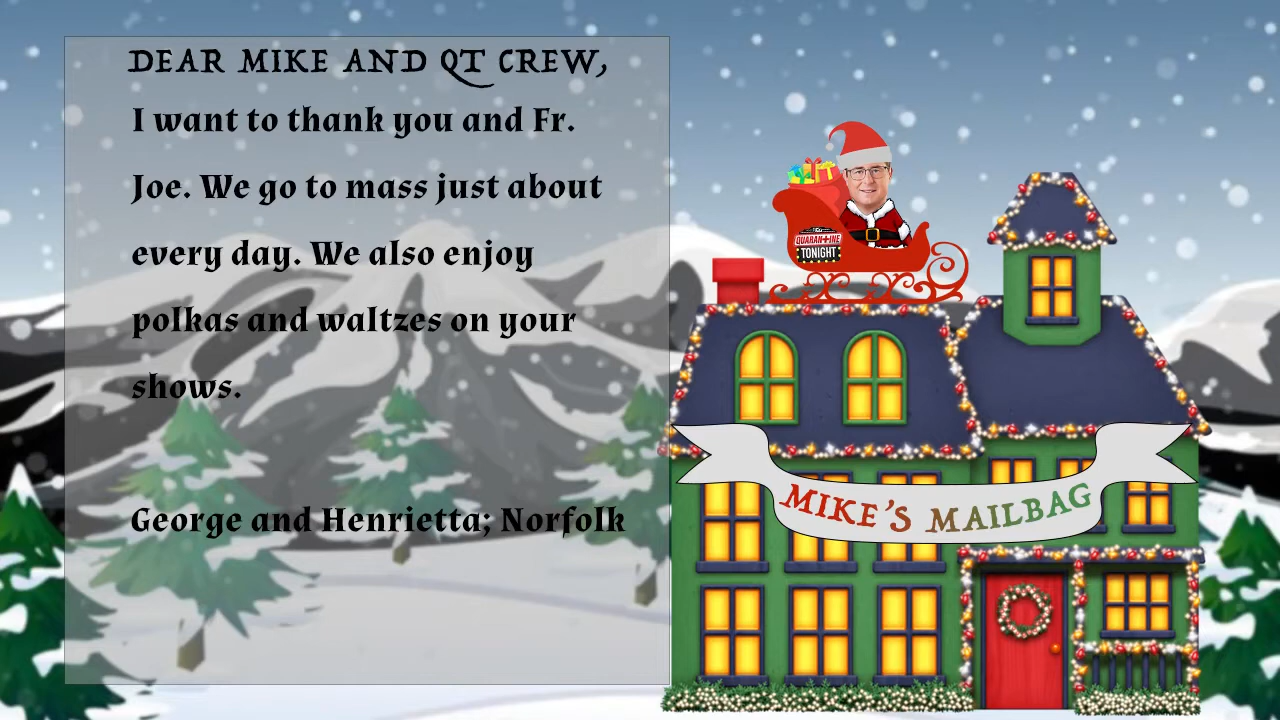 DEAR MIKE AND QT CREW,
I want to thank you and Fr.
Joe. We go to mass just about
every day. We also enjoy
polkas and waltzes on your
shows.
George and Henrietta; Norfolk
QUARANTINE
TONIGHT
MIKE'S MAILBAG